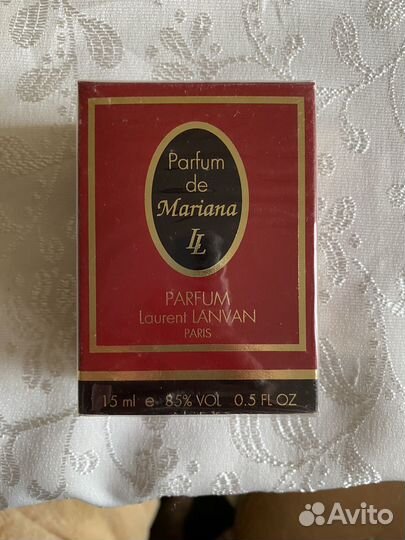 Parfum
de
Mariana
LL
PARFUM
Laurent LANVAN
PARIS
15 ml e 85% VOL 0.5 FL OZ
Avito